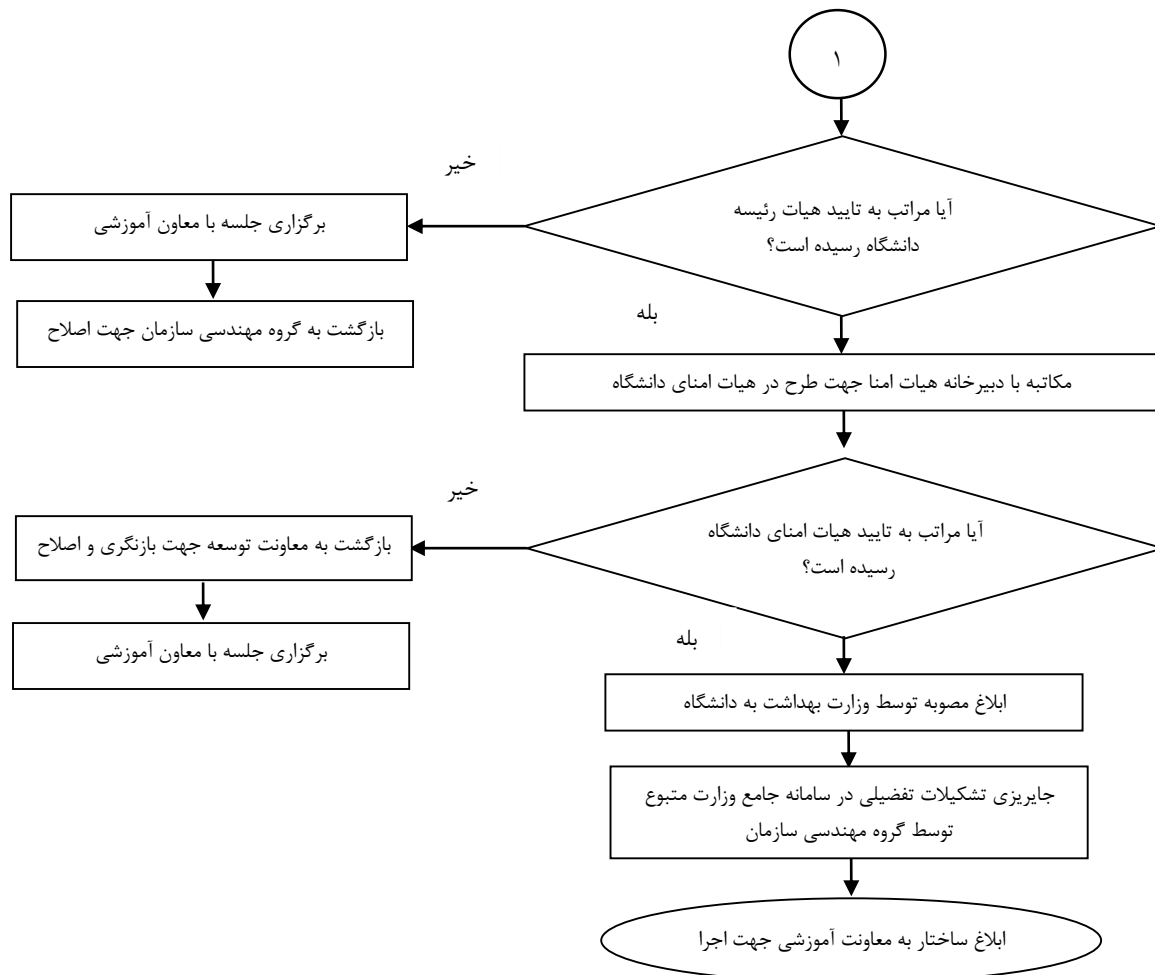 ۱
خیر
آیا مراتب به تایید هیات رئیسه
دانشگاه رسیده است؟
برگزاری جلسه با معاون آموزشی
بازگشت به گروه مهندسی سازمان جهت اصلاح
بله
مکاتبه با دبیرخانه هیات امنا جهت طرح در هیات امنای دانشگاه
خیر
آیا مراتب به تایید هیات امنای دانشگاه
رسیده است؟
بازگشت به معاونت توسعه جهت بازنگری و اصلاح
برگزاری جلسه با معاون آموزشی
بله
ابلاغ مصوبه توسط وزارت بهداشت به دانشگاه
جایریزی تشکیلات تفضیلی در سامانه جامع وزارت متبوع
توسط گروه مهندسی سازمان
ابلاغ ساختار به معاونت آموزشی جهت اجرا